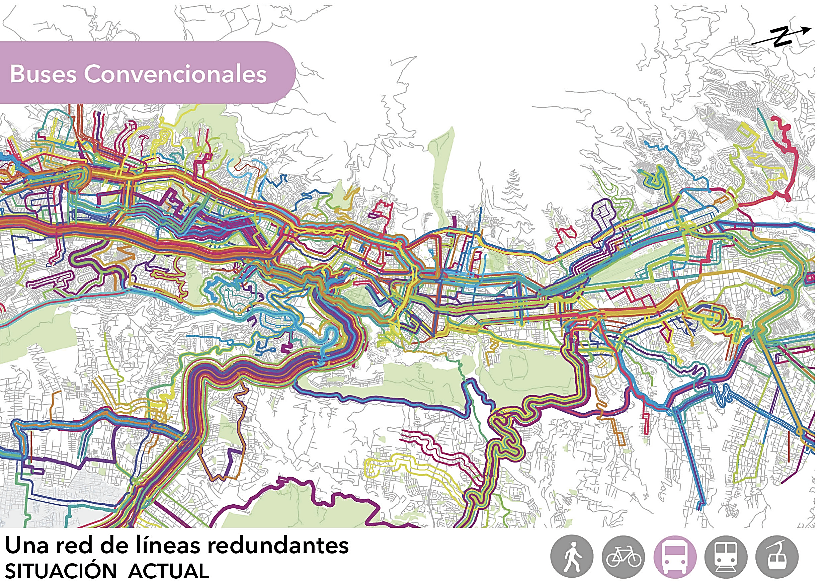 N
Buses Convencionales
Una red de líneas redundantes
SITUACIÓN ACTUAL